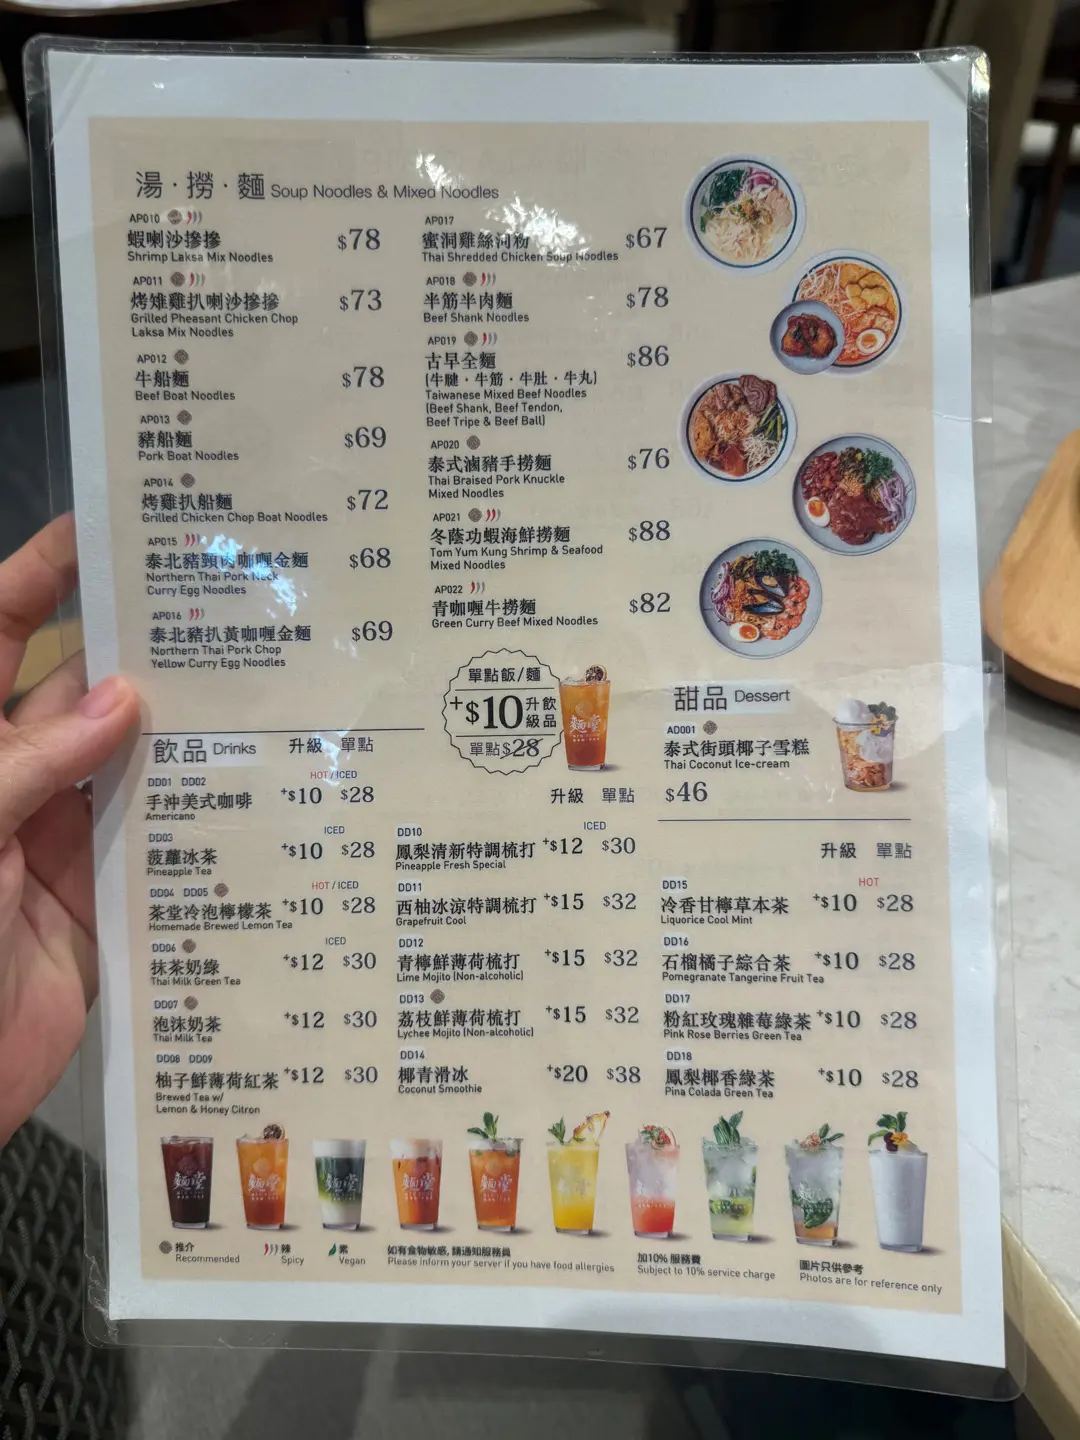 湯·撈·麵 Soup Noodles & Mixed Noodles
AP010
蝦喇沙撈撈 $78
Shrimp Laksa Mix Noodles
AP011
烤雉雞扒喇沙撈撈 $73
Grilled Pheasant Chicken Chop
Laksa Mix Noodles
AP012
牛船麵 $78
Beef Boat Noodles
AP013
豬船麵 $69
Pork Boat Noodles
AP014
烤雞扒船麵 $72
Grilled Chicken Chop Boat Noodles
AP015
泰北豬頸肉咖喱金麵 $68
Northern Thai Pork Neck
Curry Egg Noodles
AP016
泰北豬扒黃咖喱金麵 $69
Northern Thai Pork Chop
Yellow Curry Egg Noodles
AP017
蜜洞雞絲河粉 $67
Thai Shredded Chicken Soup Noodles
AP018
半筋半肉麵 $78
Beef Shank Noodles
AP019
古早全麵 $86
(牛腱·牛筋·牛肚·牛丸)
Taiwanese Mixed Beef Noodles
(Beef Shank, Beef Tendon,
Beef Tripe & Beef Ball)
AP020
泰式滷豬手撈麵 $76
Thai Braised Pork Knuckle
Mixed Noodles
AP021
冬蔭功蝦海鮮撈麵 $88
Tom Yum Kung Shrimp & Seafood
Mixed Noodles
AP022
青咖喱牛撈麵 $82
Green Curry Beef Mixed Noodles
單點飯/麵
+$10 升級飲品
單點$28
甜品 Dessert
AD001
泰式街頭椰子雪糕
Thai Coconut Ice-cream
$46
飲品 Drinks 升級 單點
HOT / ICED
DD01 DD02
手沖美式咖啡 +$10 $28
Americano
ICED
DD03
菠蘿冰茶 +$10 $28
Pineapple Tea
HOT / ICED
DD04 DD05
茶堂冷泡檸檬茶 +$10 $28
Homemade Brewed Lemon Tea
ICED
DD06
抹茶奶綠 +$12 $30
Thai Milk Green Tea
DD07
泡沫奶茶 +$12 $30
Thai Milk Tea
DD08 DD09
柚子鮮薄荷紅茶 +$12 $30
Brewed Tea w/
Lemon & Honey Citron
升級 單點
ICED
DD10
鳳梨清新特調梳打 +$12 $30
Pineapple Fresh Special
DD11
西柚冰涼特調梳打 +$15 $32
Grapefruit Cool
DD12
青檸鮮薄荷梳打 +$15 $32
Lime Mojito (Non-alcoholic)
DD13
荔枝鮮薄荷梳打 +$15 $32
Lychee Mojito (Non-alcoholic)
DD14
椰青滑冰 +$20 $38
Coconut Smoothie
升級 單點
HOT
DD15
冷香甘檸草本茶 +$10 $28
Liquorice Cool Mint
DD16
石榴橘子綜合茶 +$10 $28
Pomegranate Tangerine Fruit Tea
DD17
粉紅玫瑰雜莓綠茶 +$10 $28
Pink Rose Berries Green Tea
DD18
鳳梨椰香綠茶 +$10 $28
Pina Colada Green Tea
推介
Recommended
辣
Spicy
素
Vegan
如有食物敏感, 請通知服務員
Please inform your server if you have food allergies
加10% 服務費
Subject to 10% service charge
圖片只供參考
Photos are for reference only